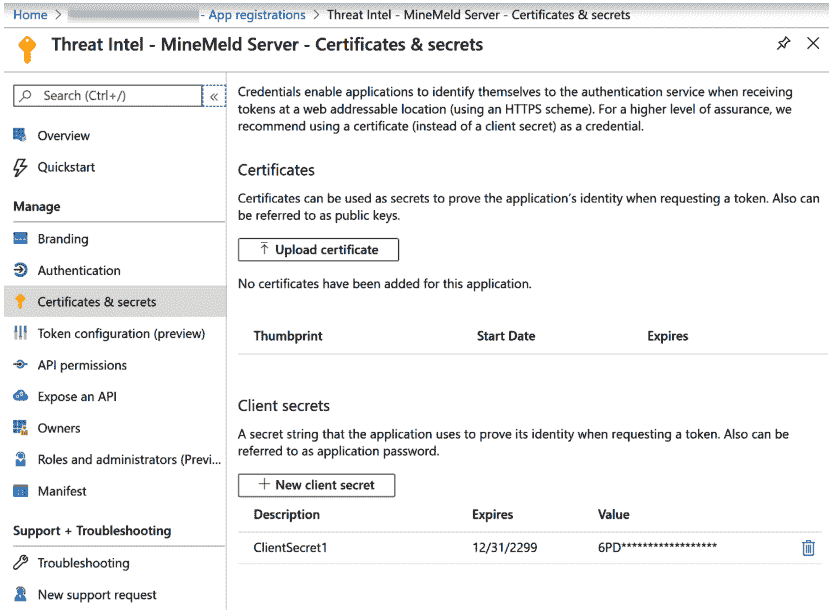 Home > - App registrations > Threat Intel - MineMeld Server - Certificates & secrets
Threat Intel - MineMeld Server - Certificates & secrets
Search (Ctrl+/)
«
Overview
Quickstart
Manage
Branding
Authentication
Certificates & secrets
Token configuration (preview)
API permissions
Expose an API
Owners
Roles and administrators (Previ...
Manifest
Support + Troubleshooting
Troubleshooting
New support request
Credentials enable applications to identify themselves to the authentication service when receiving
tokens at a web addressable location (using an HTTPS scheme). For a higher level of assurance, we
recommend using a certificate (instead of a client secret) as a credential.
Certificates
Certificates can be used as secrets to prove the application's identity when requesting a token. Also can
be referred to as public keys.
Upload certificate
No certificates have been added for this application.
Thumbprint Start Date Expires
Client secrets
A secret string that the application uses to prove its identity when requesting a token. Also can be
referred to as application password.
+ New client secret
Description Expires Value
ClientSecret1 12/31/2299 6PD******************